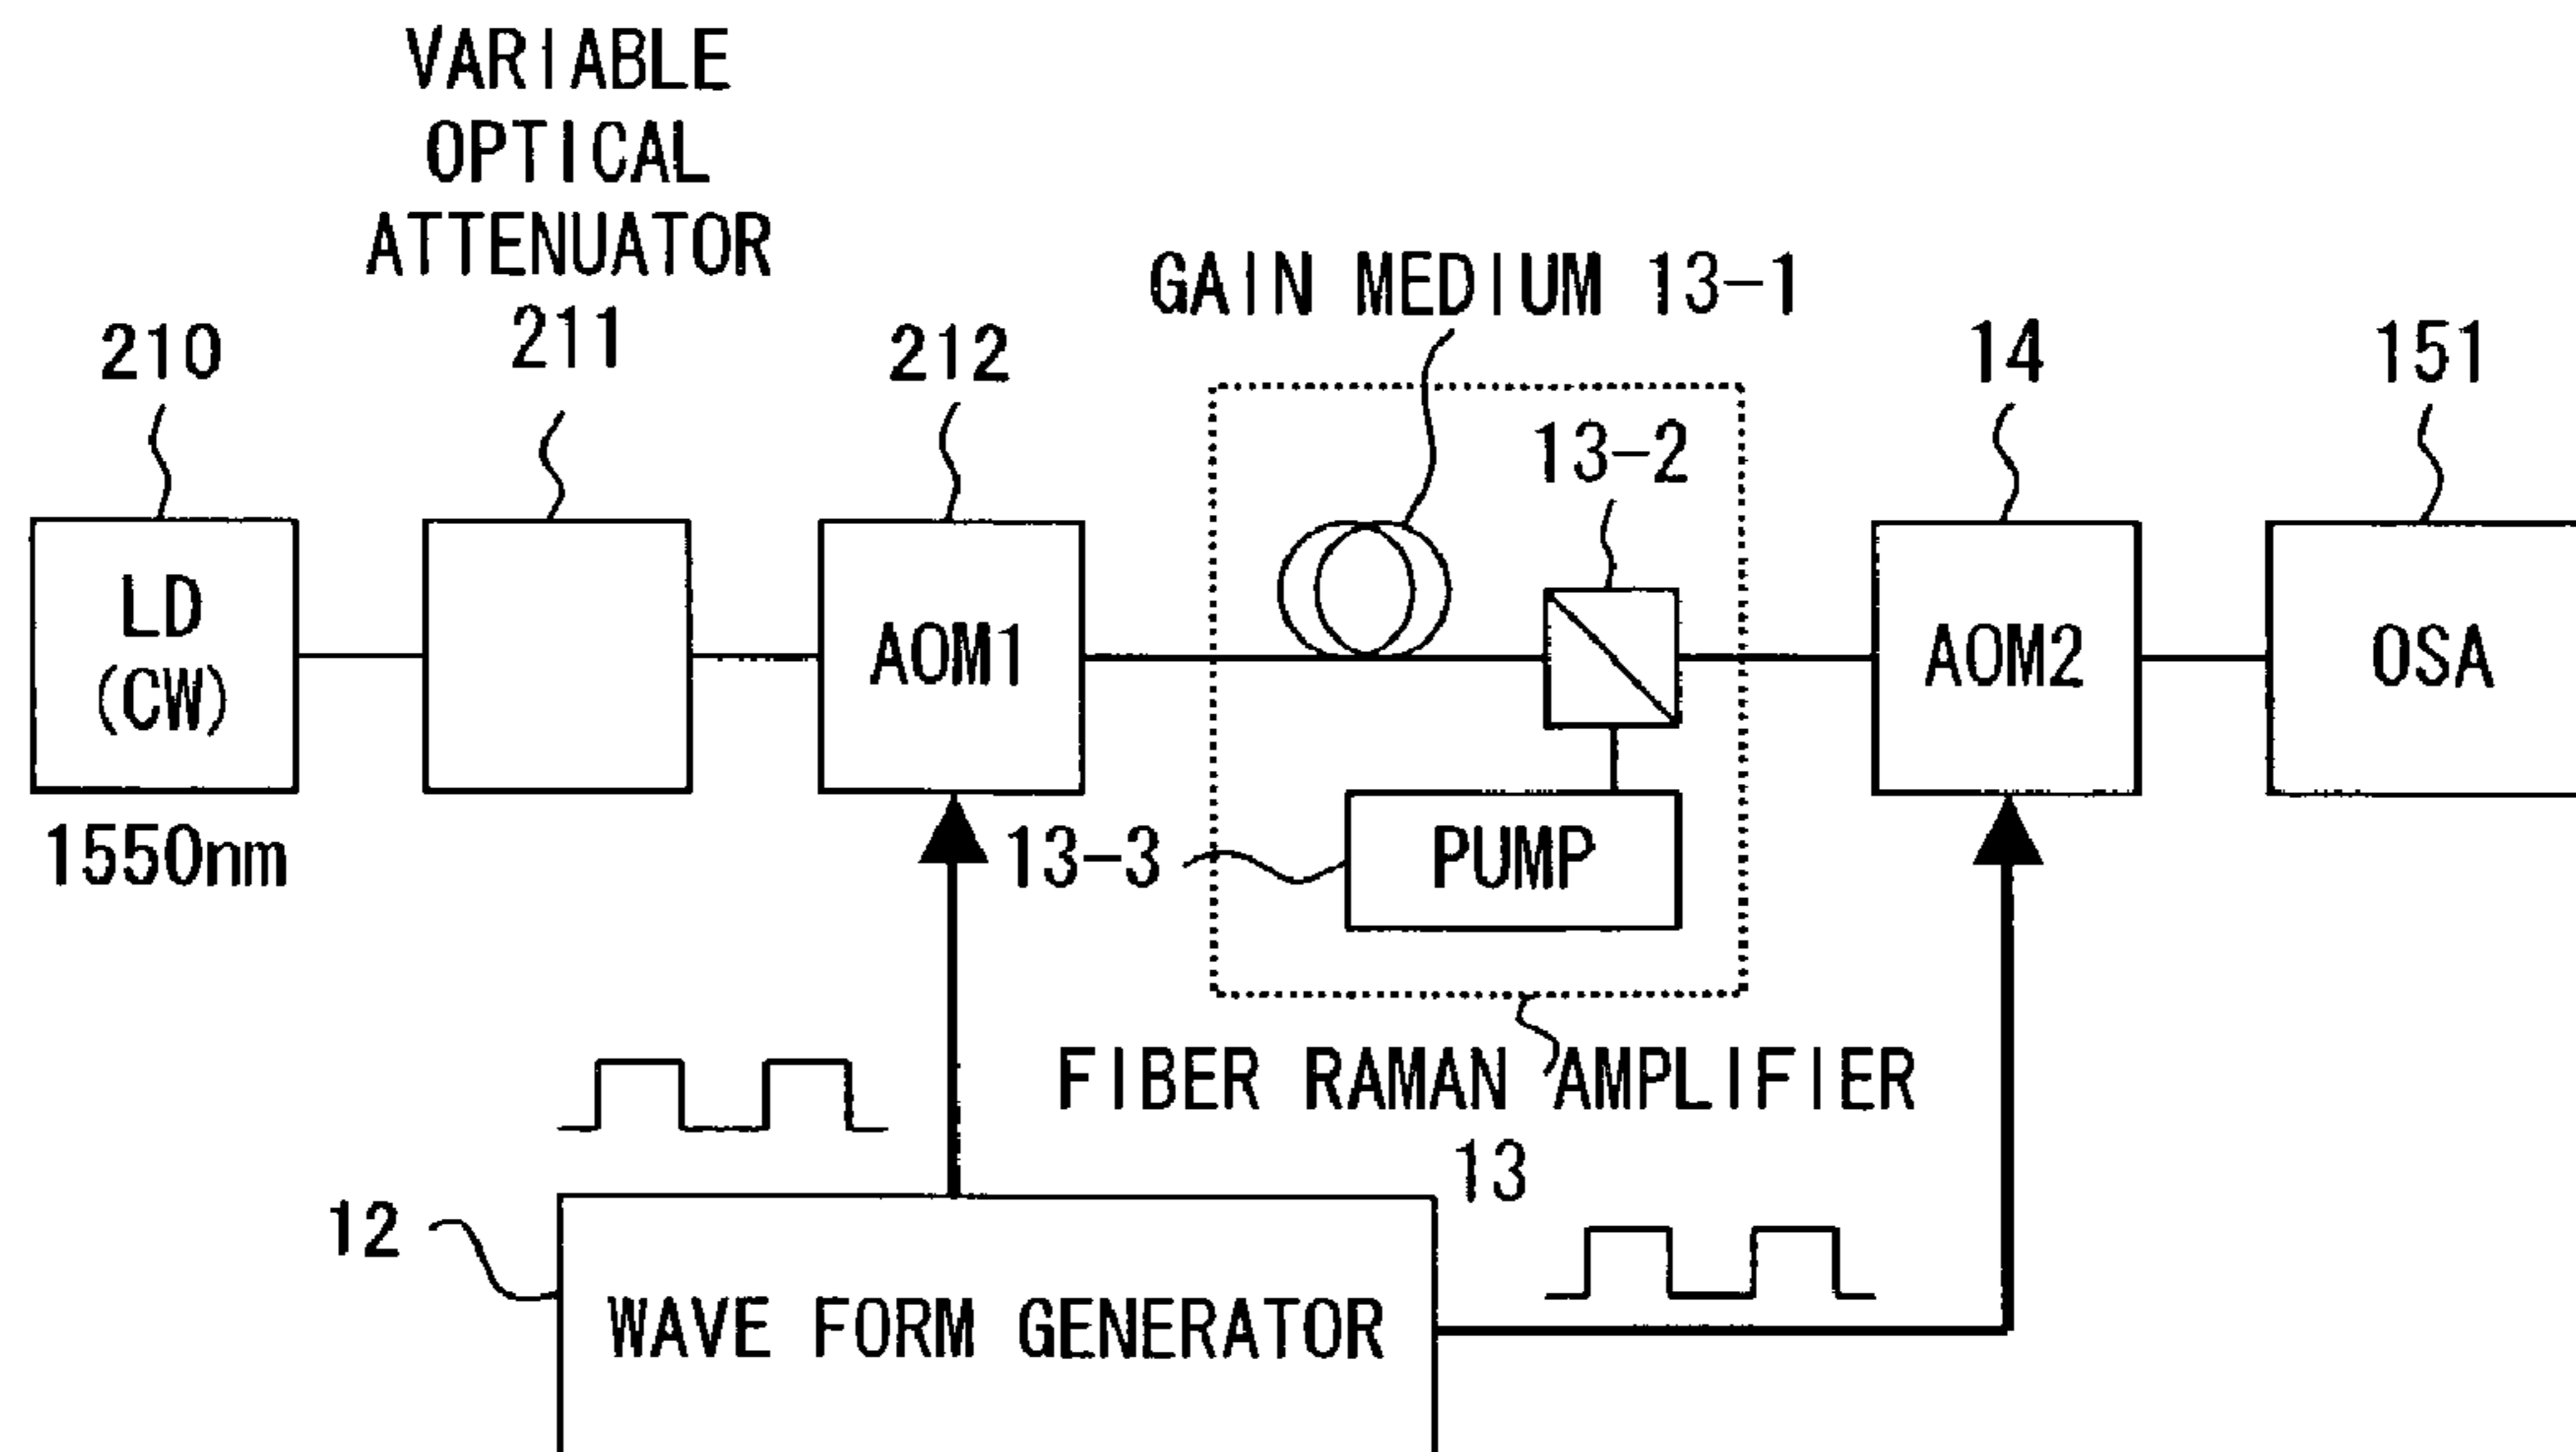 VARIABLE
OPTICAL
ATTENUATOR
211
210
212
GAIN MEDIUM 13-1
13-2
14
151
LD
(CW)
1550nm
AOM1
13-3
PUMP
AOM2
OSA
FIBER RAMAN AMPLIFIER
13
12
WAVE FORM GENERATOR